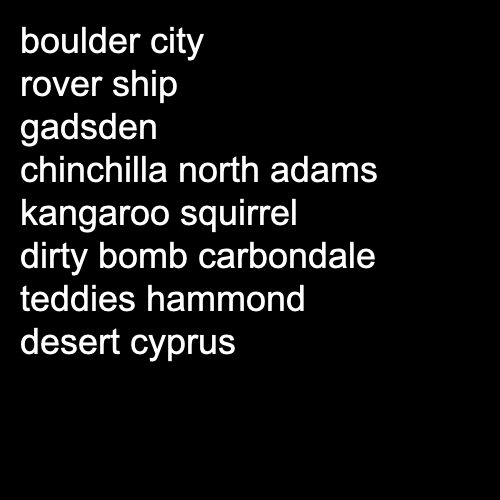 boulder city
rover ship
gadsden
chinchilla north adams
kangaroo squirrel
dirty bomb carbondale
teddies hammond
desert cyprus